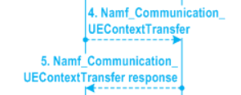 4. Namf_Communication_
UEContextTransfer
5. Namf_Communication_
UEContextTransfer response